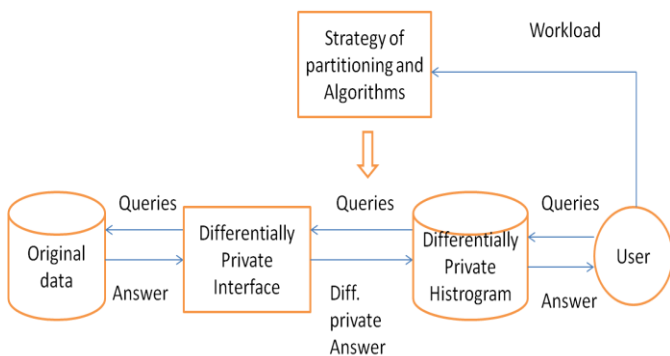 Strategy of
partitioning and
Algorithms
Workload
Queries
Queries
Queries
Original
data
Differentially
Private
Interface
Differentially
Private
Histrogram
User
Answer
Diff.
private
Answer
Answer